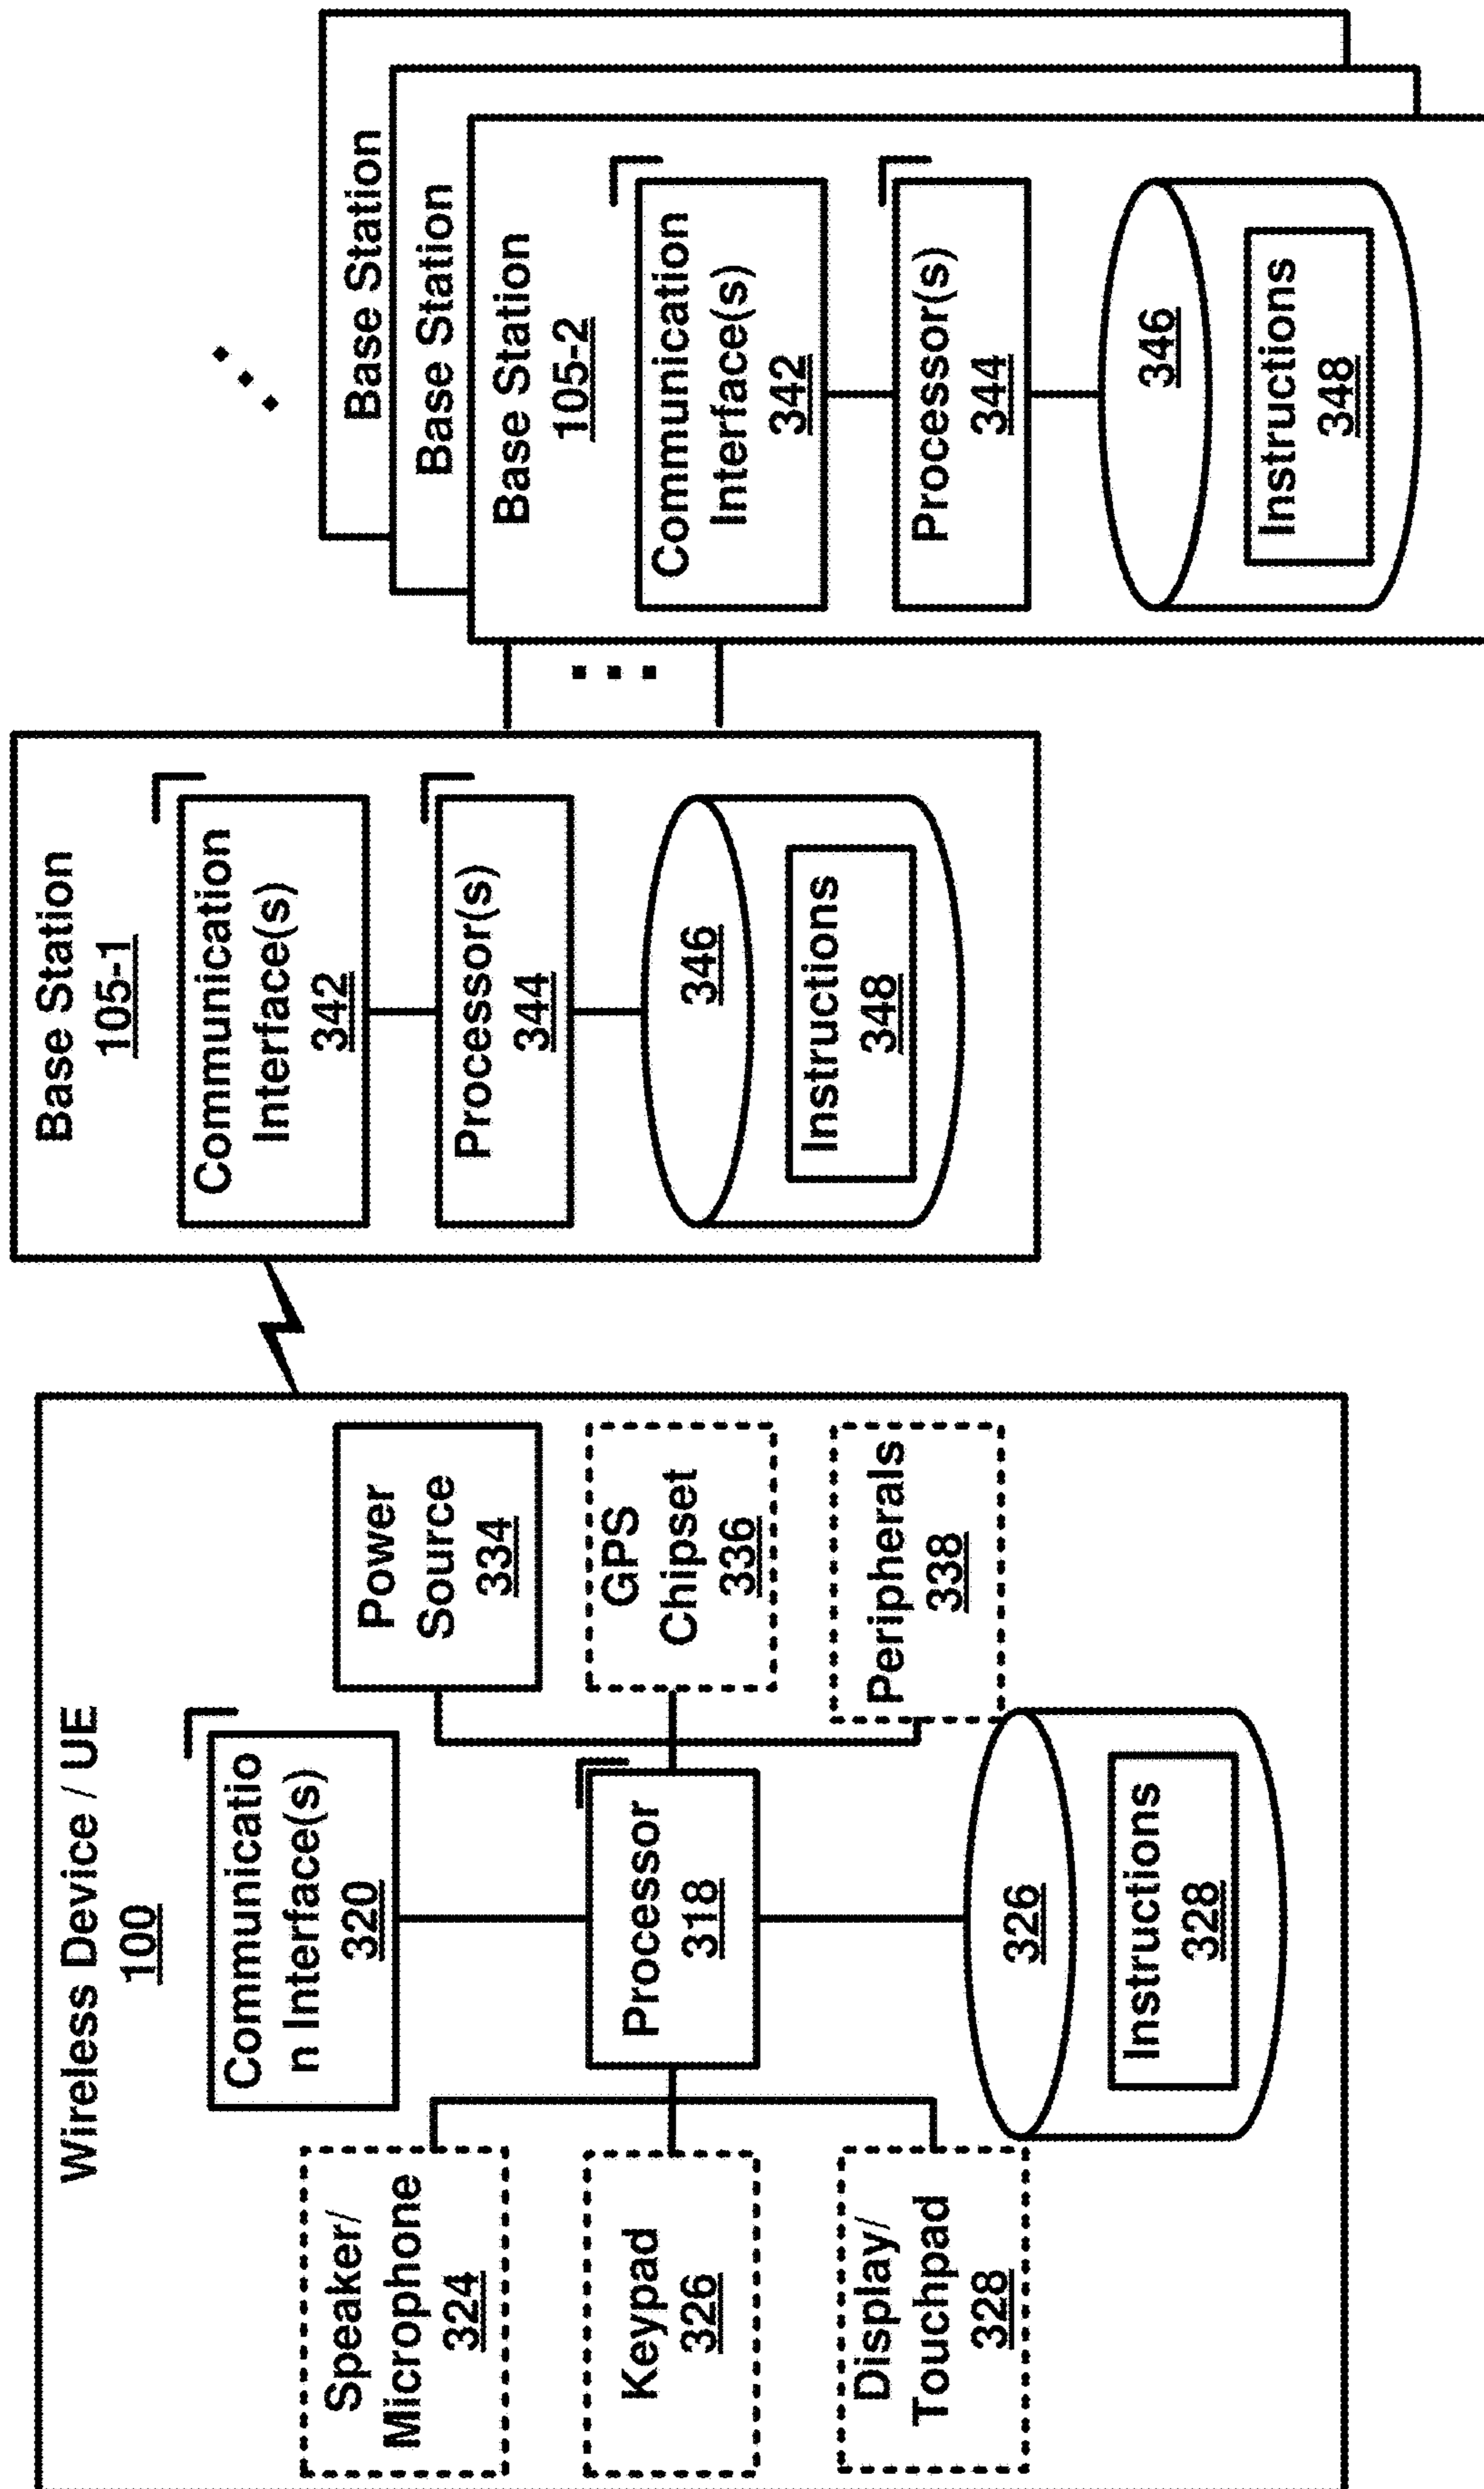 Wireless Device / UE
100
Communicatio
n Interface(s)
320
Speaker/
Microphone
324
Keypad
326
Display/
Touchpad
328
Processor
318
Power
Source
334
GPS
Chipset
336
Peripherals
338
326
Instructions
328
Base Station
105-1
Communication
Interface(s)
342
Processor(s)
344
346
Instructions
348
Base Station
Base Station
Base Station
105-2
Communication
Interface(s)
342
Processor(s)
344
346
Instructions
348